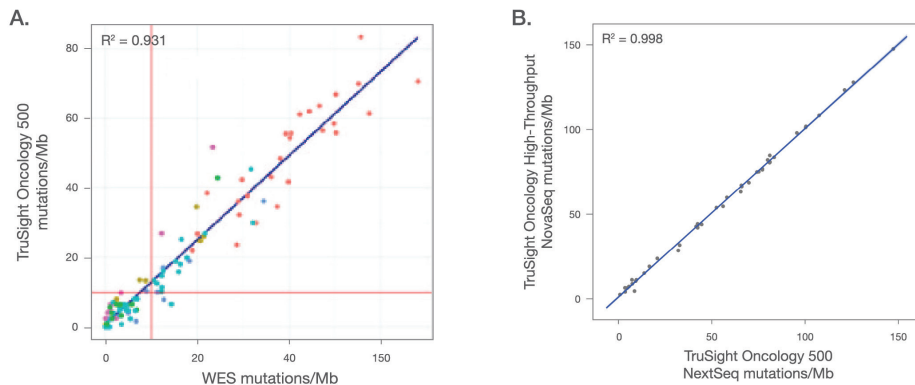 A.
R² = 0.931
80
60
40
20
0
TruSight Oncology 500
mutations/Mb
0
20
40
150
WES mutations/Mb
B.
R² = 0.998
150
100
50
0
TruSight Oncology High-Throughput
NovaSeq mutations/Mb
0
50
100
150
TruSight Oncology 500
NextSeq mutations/Mb